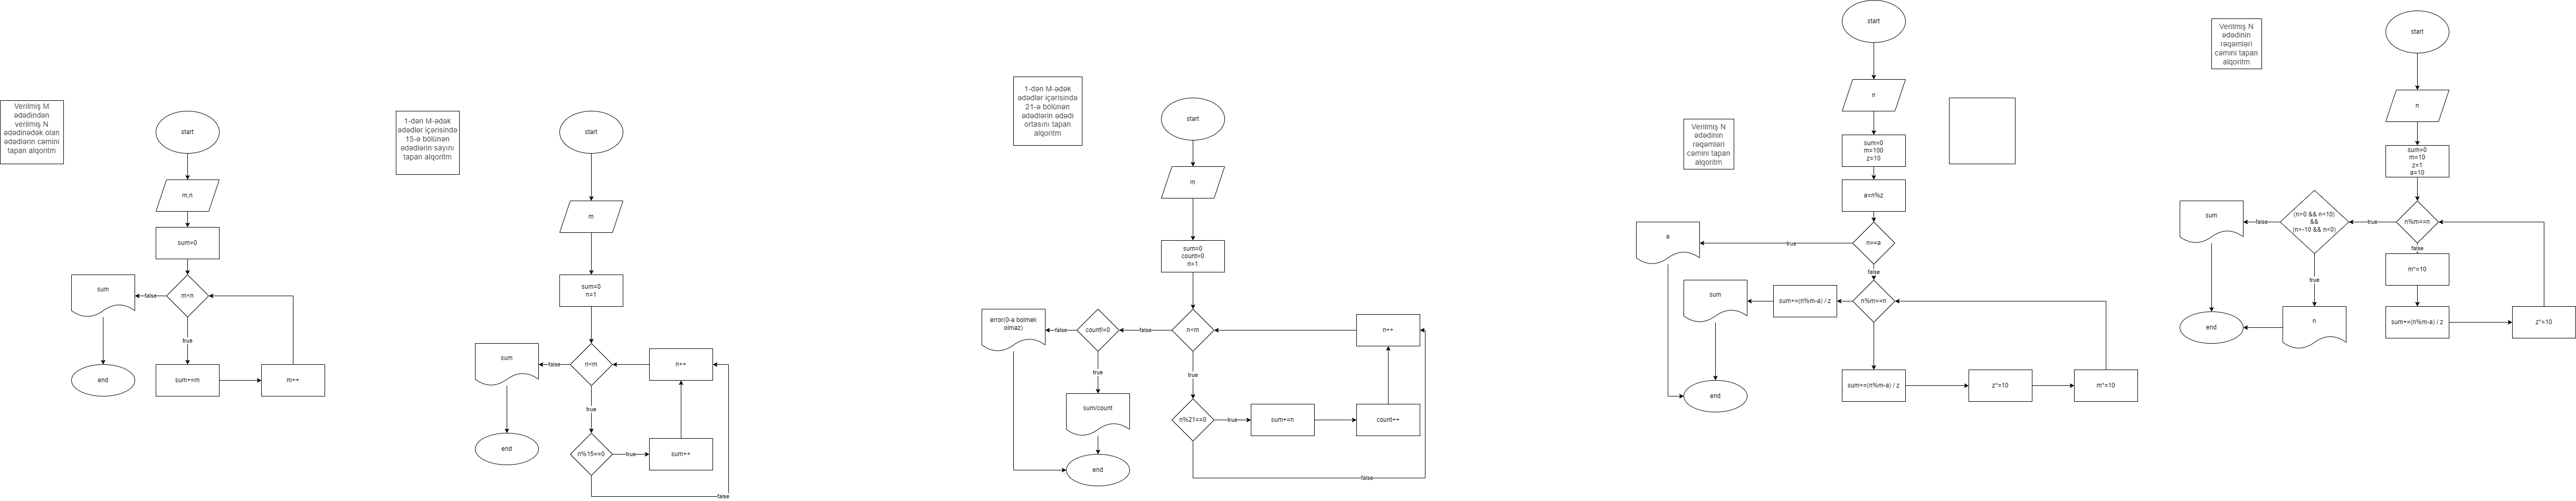 Verilmiş M
ədədindən
verilmiş N
ədədinədək olan
ədədlərin cəmini
tapan alqoritm
start
m,n
sum=0
m<n
false
sum
end
true
sum+=m
m++
1-dən M-ədək
ədədlər içərisində
15-ə bölünən
ədədlərin sayını
tapan alqoritm
start
m
sum=0
n=1
n<m
false
sum
end
true
n%15==0
true
sum++
n++
false
1-dən M-ədək
ədədlər içərisində
21-ə bölünən
ədədlərin ədədi
ortasını tapan
alqoritm
start
m
sum=0
count=0
n=1
n<m
false
count!=0
false
error(0-a bolmek
olmaz)
true
sum/count
end
true
n%21==0
true
sum+=n
count++
n++
false
Verilmiş N
ədədinin
rəqəmləri
cəmini tapan
alqoritm
start
n
sum=0
m=100
z=10
a=n%z
n==a
true
a
false
n%m==n
sum+=(n%m-a) / z
sum
end
sum+=(n%m-a) / z
z*=10
m*=10
Verilmiş N
ədədinin
rəqəmləri
cəmini tapan
alqoritm
start
n
sum=0
m=10
z=1
a=10
n%m==n
true
(n>0 && n<10)
&&
(n>-10 && n<0)
false
sum
true
n
end
false
m*=10
sum+=(n%m-a) / z
z*=10